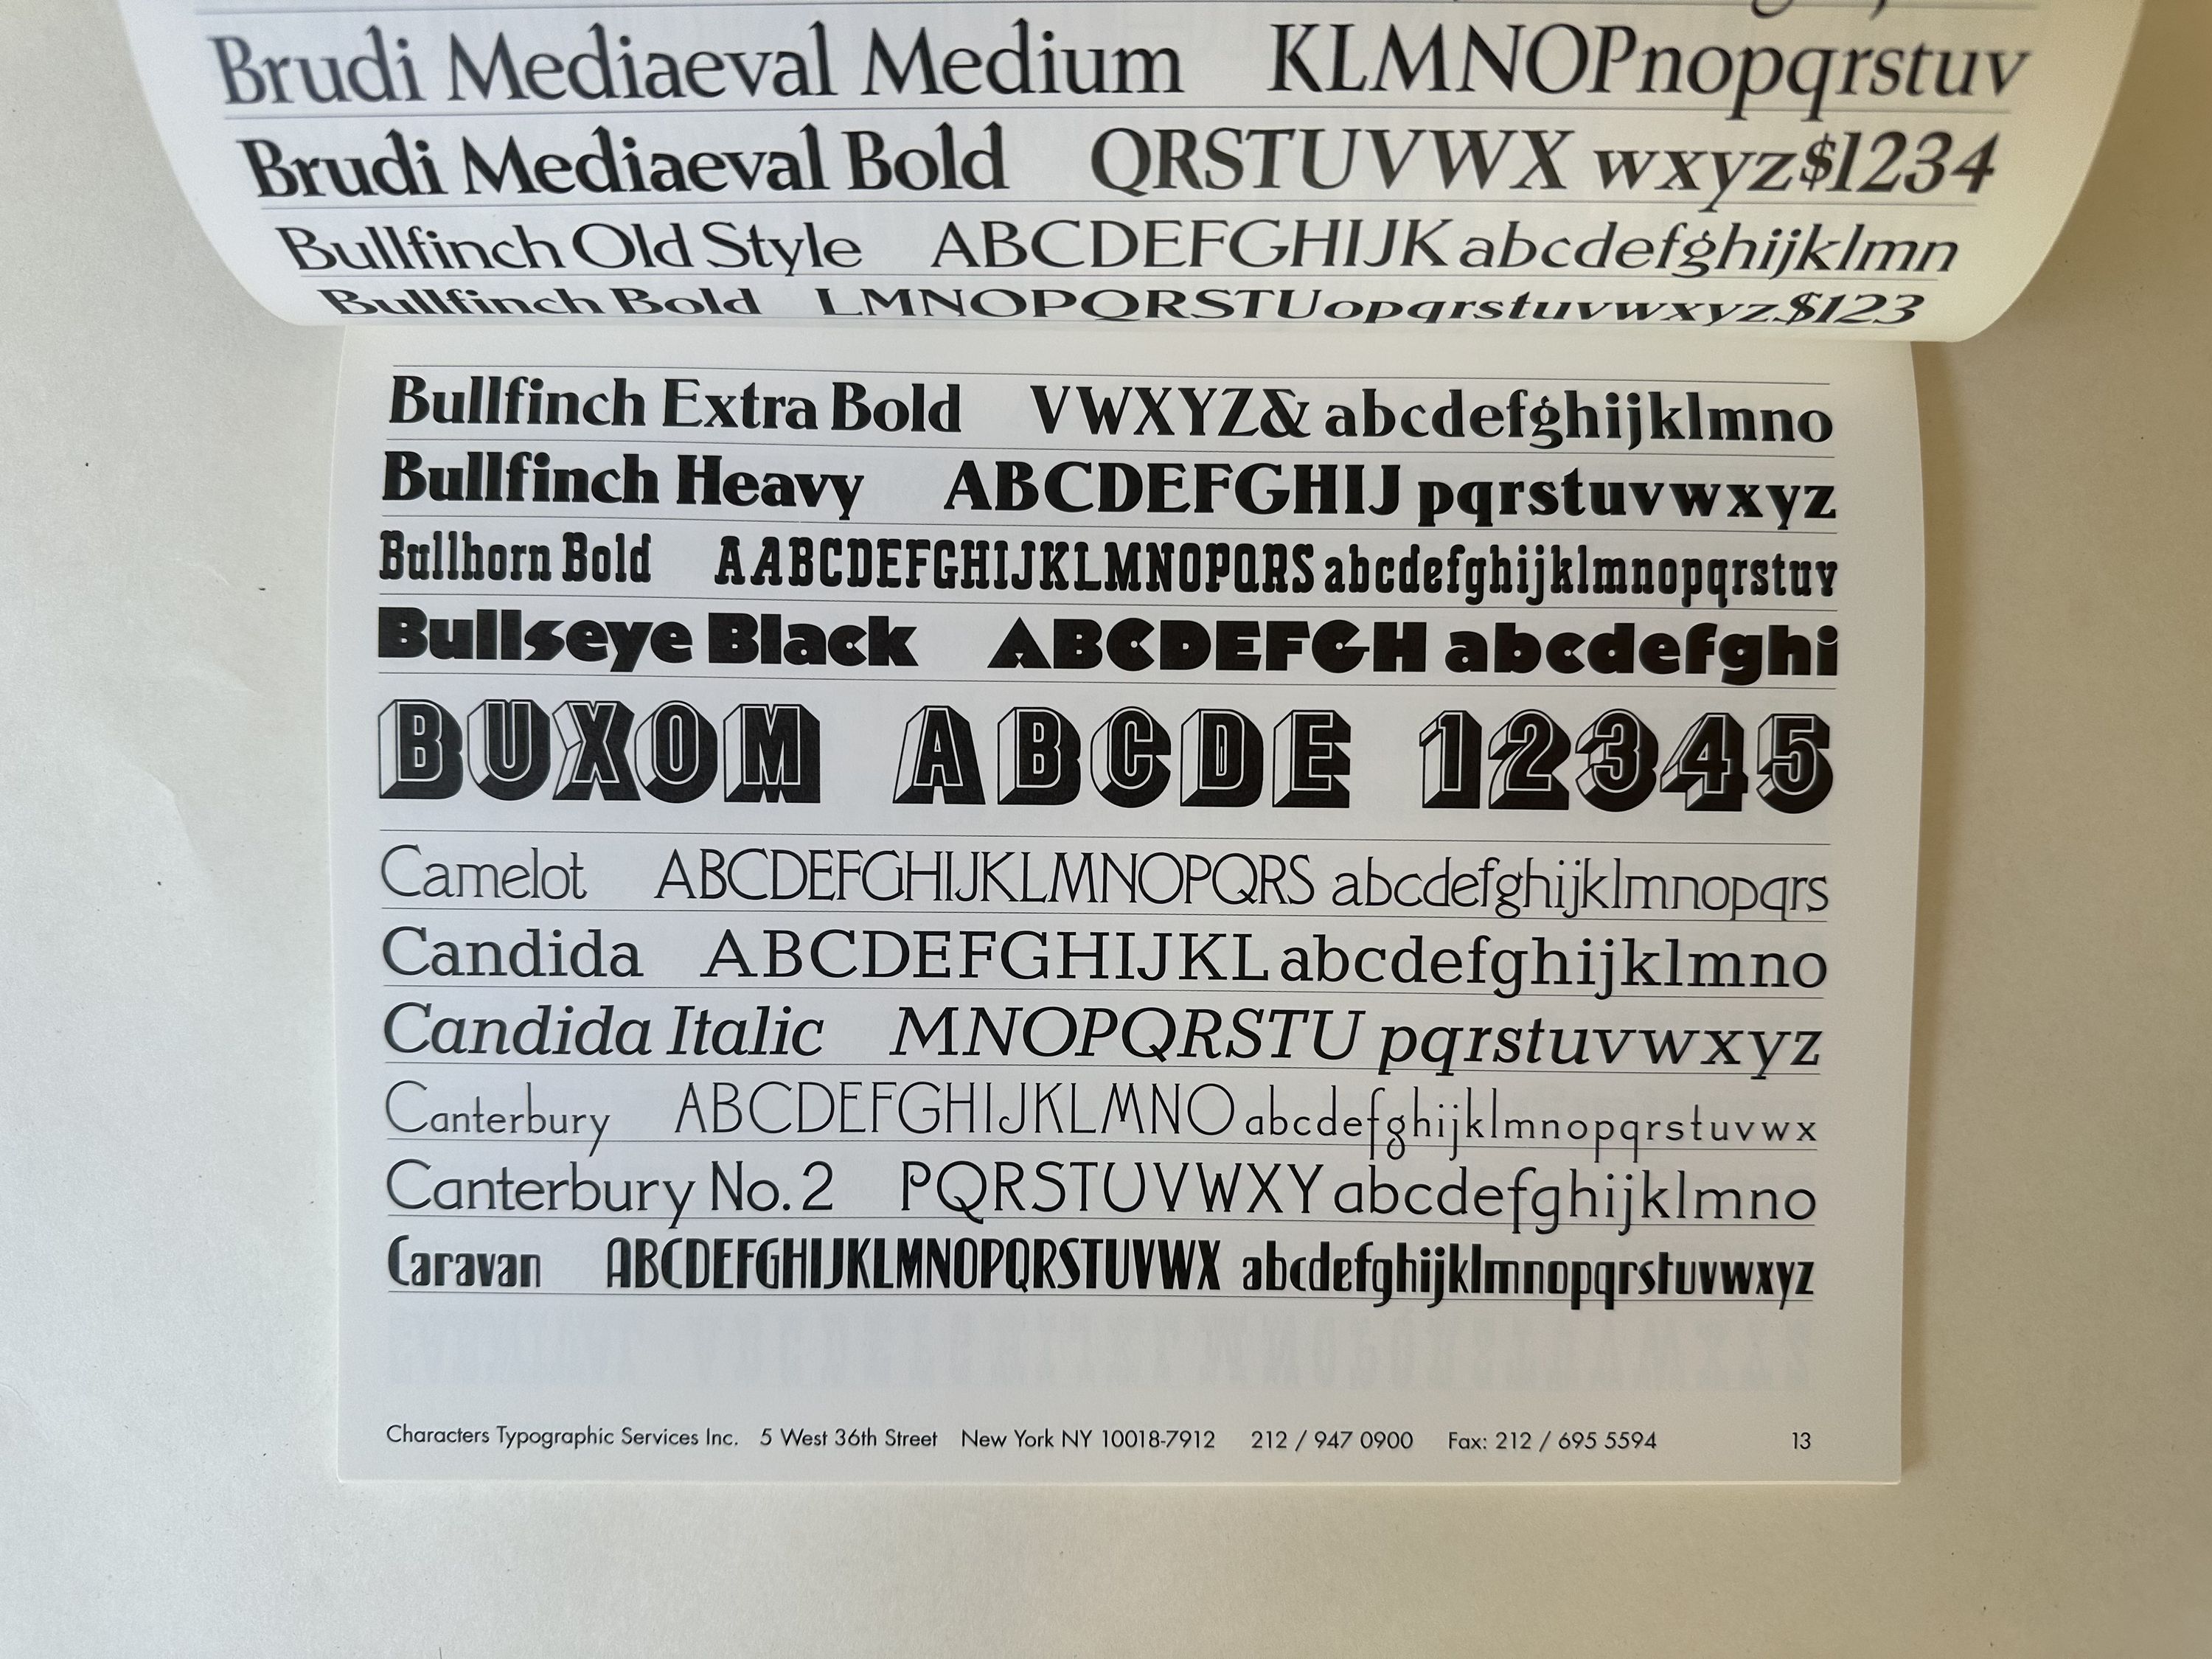 Brudi Mediaeval Medium KLMNOPnopqrstuv
Brudi Mediaeval Bold QRSTUVWX wxyz$1234
Bullfinch Old Style ABCDEFGHIJK abcdefghijklmn
Bullfinch Bold LMNOPQRSTUopqrstuvwxyz$123
Bullfinch Extra Bold VWXYZ& abcdefghijklmno
Bullfinch Heavy ABCDEFGHIJ pqrstuvwxyz
Bullhorn Bold AABCDEFGHIJKLMNOPQRS abcdefghijklmnopqrstuv
Bullseye Black ABCDEFGH abcdefghi
BUXOM ABCDE 12345
Camelot ABCDEFGHIJKLMNOPQRS abcdefghijklmnopqrs
Candida ABCDEFGHIJKL abcdefghijklmno
Candida Italic MNOPQRSTU pqrstuvwxyz
Canterbury ABCDEFGHIJKLMNO abcdefghijklmnopqrstuvwx
Canterbury No. 2 PQRSTUVWXY abcdefghijklmno
Caravan ABCDEFGHIJKLMNOPQRSTUVWX abcdefghijklmnopqrstuvwxyz
Characters Typographic Services Inc. 5 West 36th Street New York NY 10018-7912 212 / 947 0900 Fax: 212 / 695 5594 13